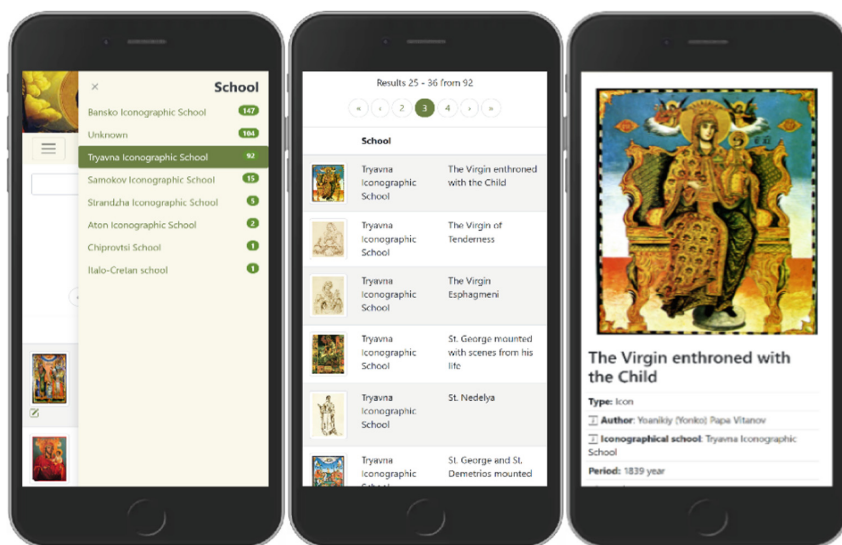 × School
Bansko Iconographic School 147
Unknown 104
Tryavna Iconographic School 92
Samokov Iconographic School 15
Strandzha Iconographic School 5
Aton Iconographic School 2
Chiprovtsi School 1
Italo-Cretan school 1
Results 25 - 36 from 92
« ‹ 2 3 4 › »
School
Tryavna The Virgin enthroned
Iconographic with the Child
School
Tryavna The Virgin of
Iconographic Tenderness
School
Tryavna The Virgin
Iconographic Esphagmeni
School
Tryavna St. George mounted
Iconographic with scenes from his
School life
Tryavna St. Nedelya
Iconographic
School
Tryavna St. George and St.
Iconographic Demetrios mounted
School
The Virgin enthroned with
the Child
Type: Icon
Author: Yoanikiy (Yonko) Papa Vitanov
Iconographical school: Tryavna Iconographic
School
Period: 1839 year